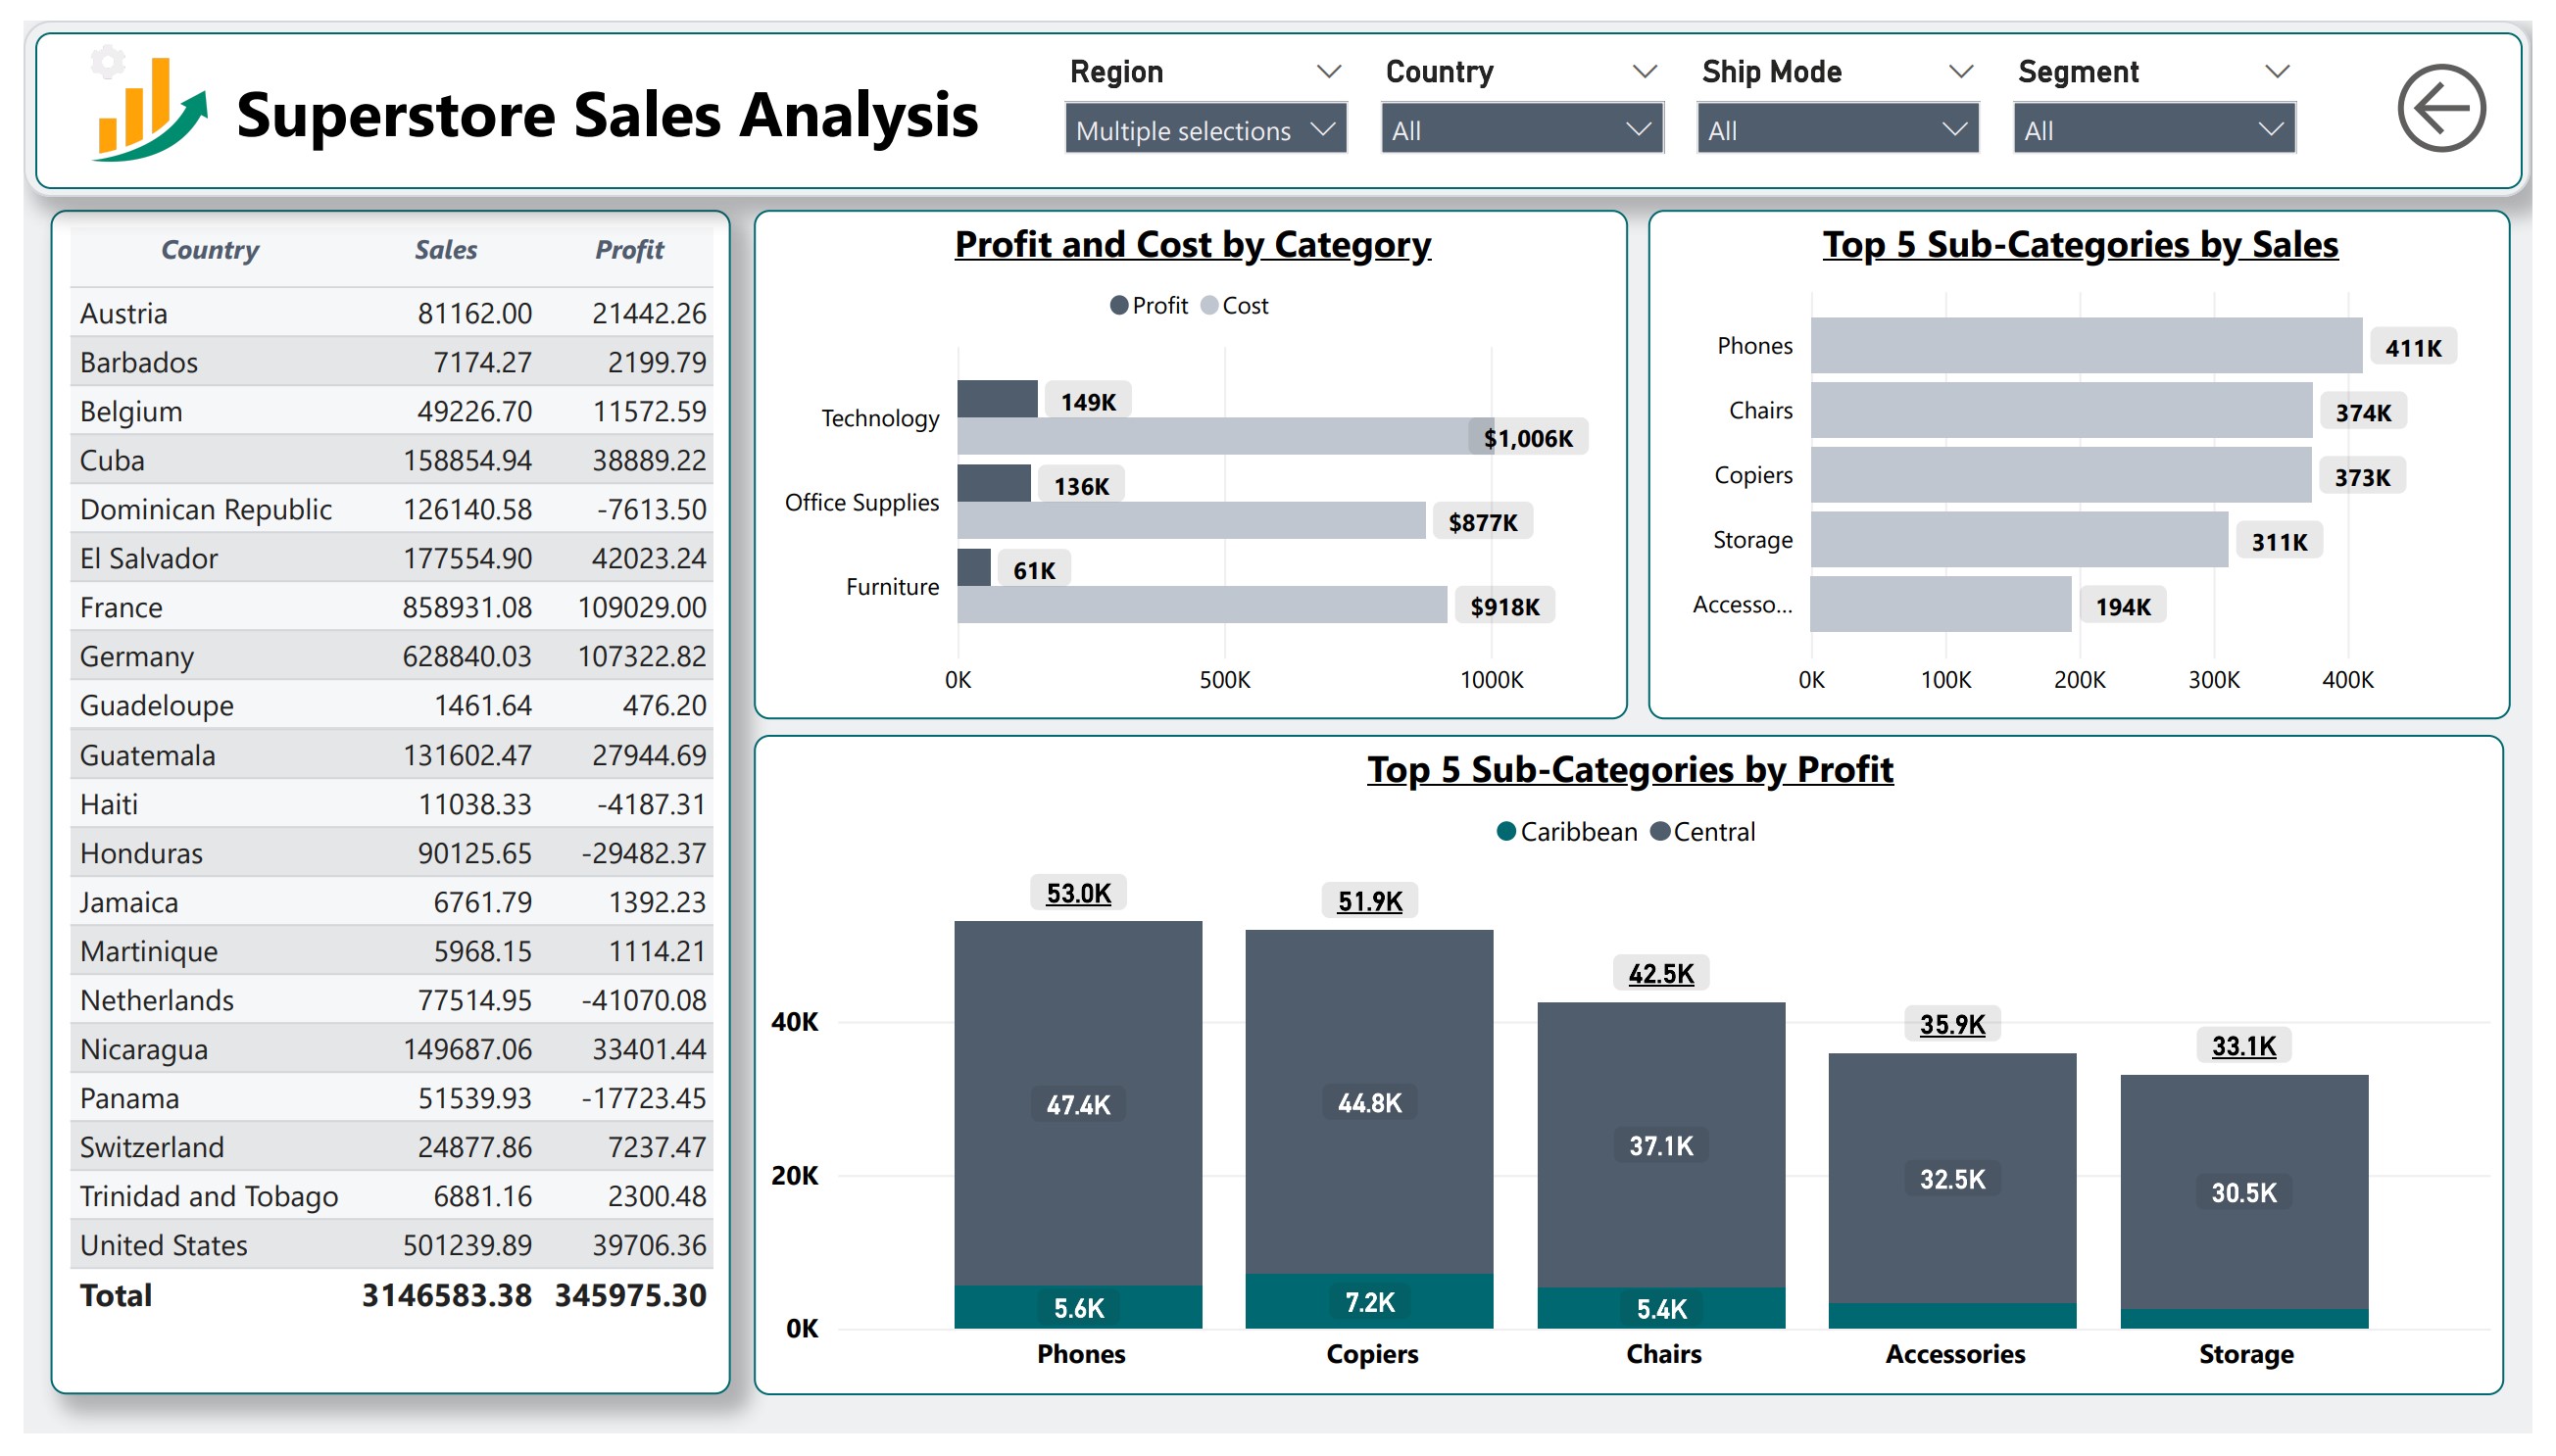 Superstore Sales Analysis
Region Country Ship Mode Segment
Multiple selections All All All
Country Sales Profit
Austria 81162.00 21442.26
Barbados 7174.27 2199.79
Belgium 49226.70 11572.59
Cuba 158854.94 38889.22
Dominican Republic 126140.58 -7613.50
El Salvador 177554.90 42023.24
France 858931.08 109029.00
Germany 628840.03 107322.82
Guadeloupe 1461.64 476.20
Guatemala 131602.47 27944.69
Haiti 11038.33 -4187.31
Honduras 90125.65 -29482.37
Jamaica 6761.79 1392.23
Martinique 5968.15 1114.21
Netherlands 77514.95 -41070.08
Nicaragua 149687.06 33401.44
Panama 51539.93 -17723.45
Switzerland 24877.86 7237.47
Trinidad and Tobago 6881.16 2300.48
United States 501239.89 39706.36
Total 3146583.38 345975.30
Profit and Cost by Category
Profit Cost
Technology 149K $1,006K
Office Supplies 136K $877K
Furniture 61K $918K
0K 500K 1000K
Top 5 Sub-Categories by Sales
Phones 411K
Chairs 374K
Copiers 373K
Storage 311K
Accesso... 194K
0K 100K 200K 300K 400K
Top 5 Sub-Categories by Profit
Caribbean Central
53.0K 51.9K 42.5K 35.9K 33.1K
40K
47.4K 44.8K 37.1K 32.5K 30.5K
20K
5.6K 7.2K 5.4K
0K
Phones Copiers Chairs Accessories Storage